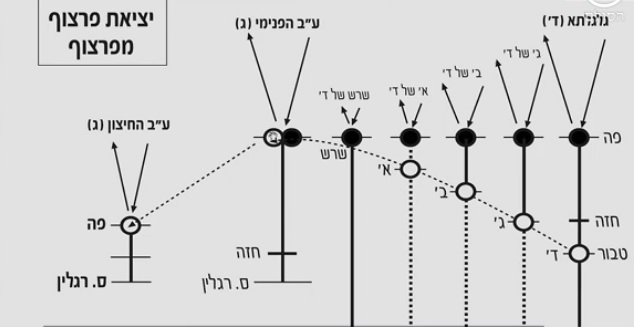 יציאת פרצוף
מפרצוף
גלגלתא (ד')
ג' של ד'
ב' של ד'
א' של ד'
שרש של ד'
ע״ב הפנימי (ג)
ע״ב החיצון (ג)
פה
שרש
א'
ב'
ג'
חזה
ד'
טבור
חזה
ס. רגלין
פה
ס. רגלין